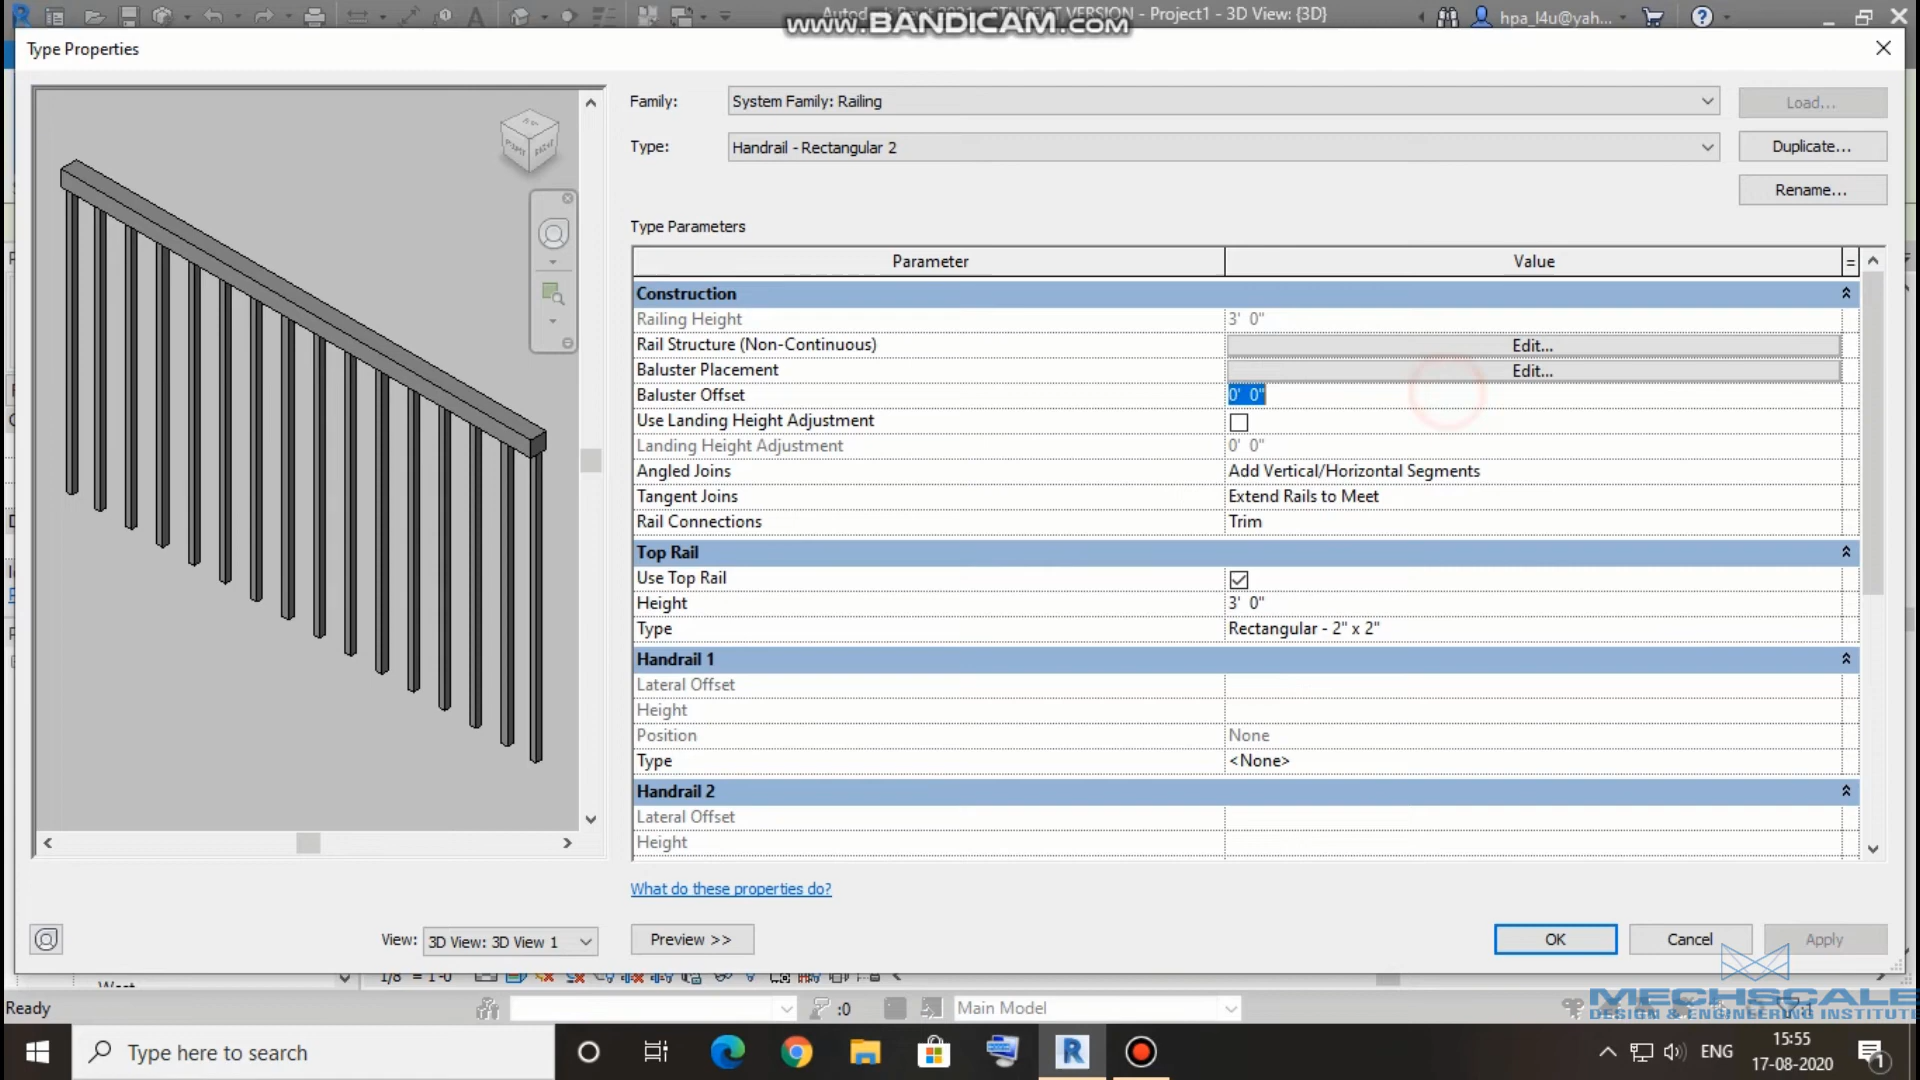 www.BANDICAM.com
- Project1 - 3D View: {3D}
hpa_l4u@yah...
Type Properties
Family:
System Family: Railing
Load...
Type:
Handrail - Rectangular 2
Duplicate...
Rename...
Type Parameters
Parameter
Value
=
Construction
Railing Height
3' 0"
Rail Structure (Non-Continuous)
Edit...
Baluster Placement
Edit...
Baluster Offset
0' 0"
Use Landing Height Adjustment
Landing Height Adjustment
0' 0"
Angled Joins
Add Vertical/Horizontal Segments
Tangent Joins
Extend Rails to Meet
Rail Connections
Trim
Top Rail
Use Top Rail
Height
3' 0"
Type
Rectangular - 2" x 2"
Handrail 1
Lateral Offset
Height
Position
None
Type
<None>
Handrail 2
Lateral Offset
Height
What do these properties do?
View:
3D View: 3D View 1
Preview >>
OK
Cancel
Apply
Ready
:0
Main Model
MECHSCALE
DESIGN & ENGINEERING INSTITUTE
Type here to search
ENG
15:55
17-08-2020
1